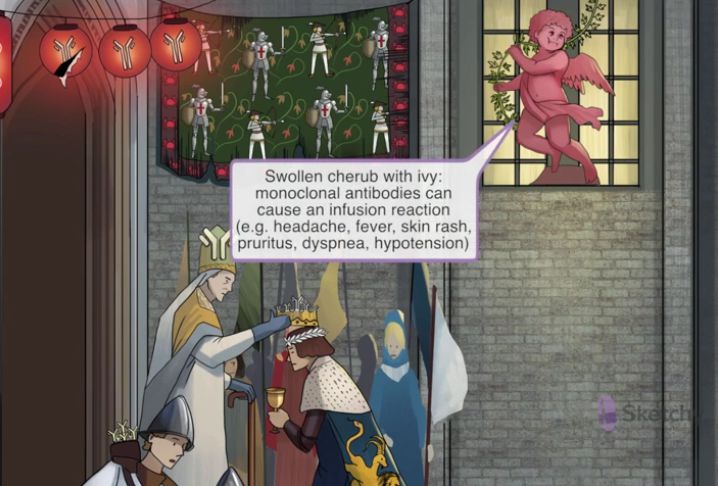 Swollen cherub with ivy:
monoclonal antibodies can
cause an infusion reaction
(e.g. headache, fever, skin rash,
pruritus, dyspnea, hypotension)
Sketchy